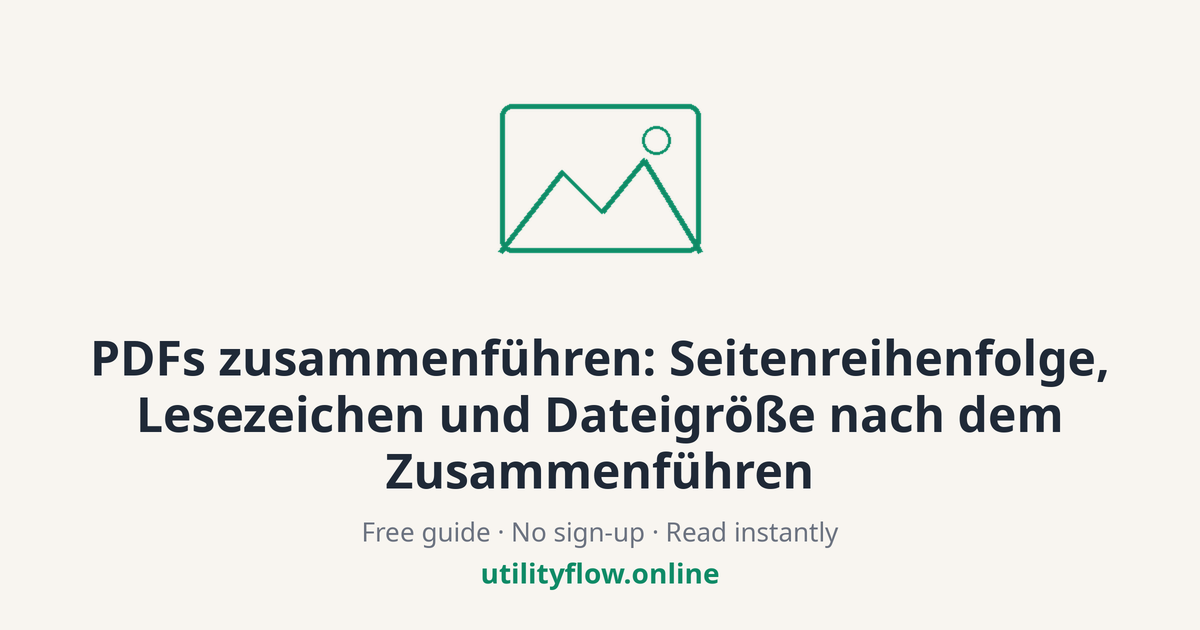 PDFs zusammenführen: Seitenreihenfolge,
Lesezeichen und Dateigröße nach dem
Zusammenführen
Free guide · No sign-up · Read instantly
utilityflow.online